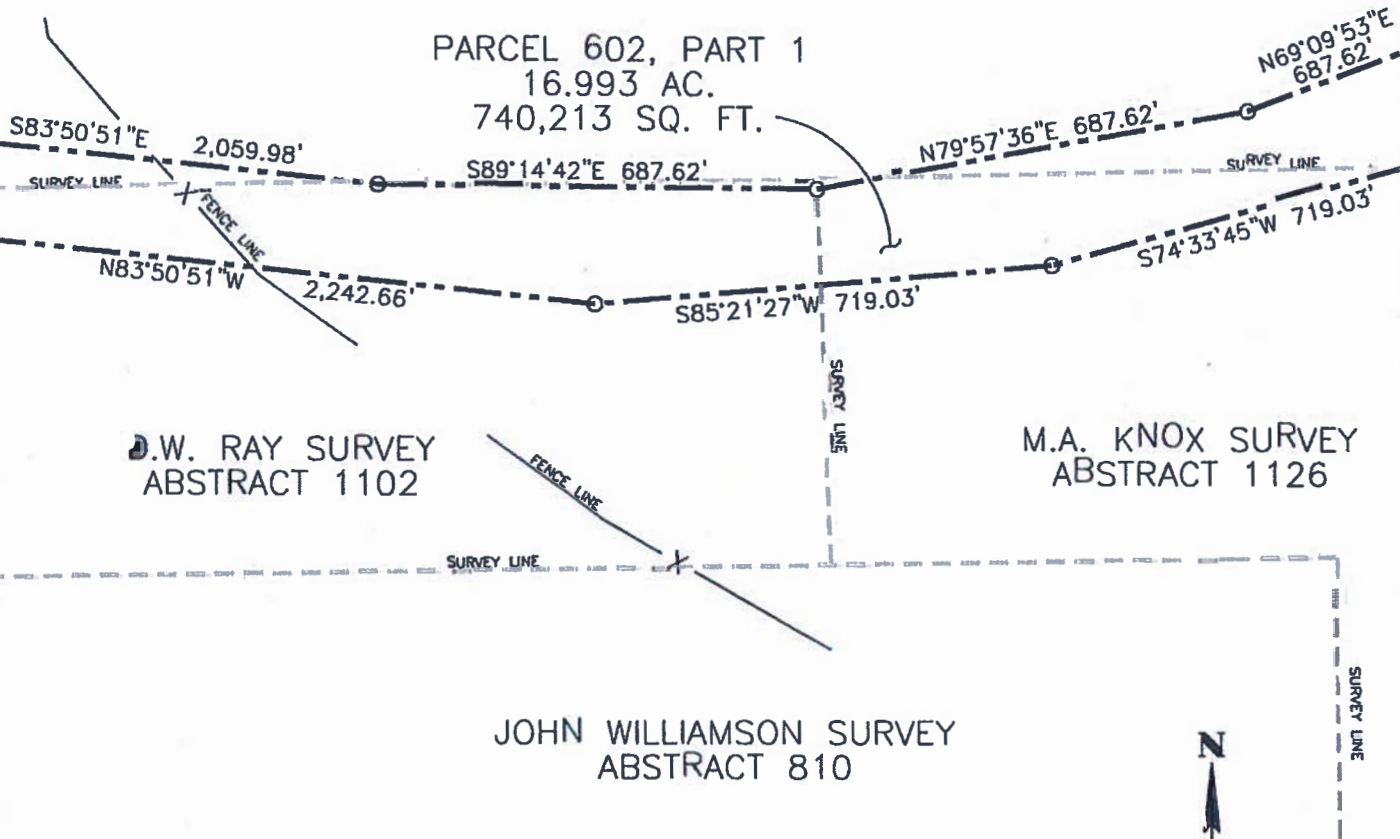 PARCEL 602, PART 1
16.993 AC.
740,213 SQ. FT.
N69°09'53"E
687.62'
S83°50'51"E
2,059.98'
S89°14'42"E 687.62'
N79°57'36"E 687.62'
SURVEY LINE
SURVEY LINE
FENCE LINE
N83°50'51"W
2,242.66'
S85°21'27"W 719.03'
S74°33'45"W 719.03'
SURVEY LINE
D.W. RAY SURVEY
ABSTRACT 1102
FENCE LINE
M.A. KNOX SURVEY
ABSTRACT 1126
SURVEY LINE
JOHN WILLIAMSON SURVEY
ABSTRACT 810
SURVEY LINE
N